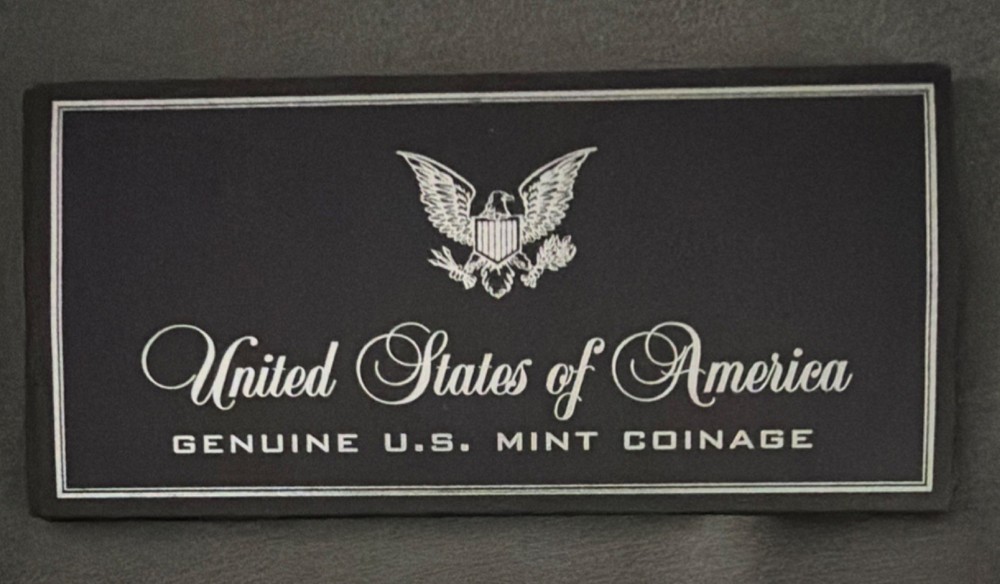 United States of America
GENUINE U.S. MINT COINAGE